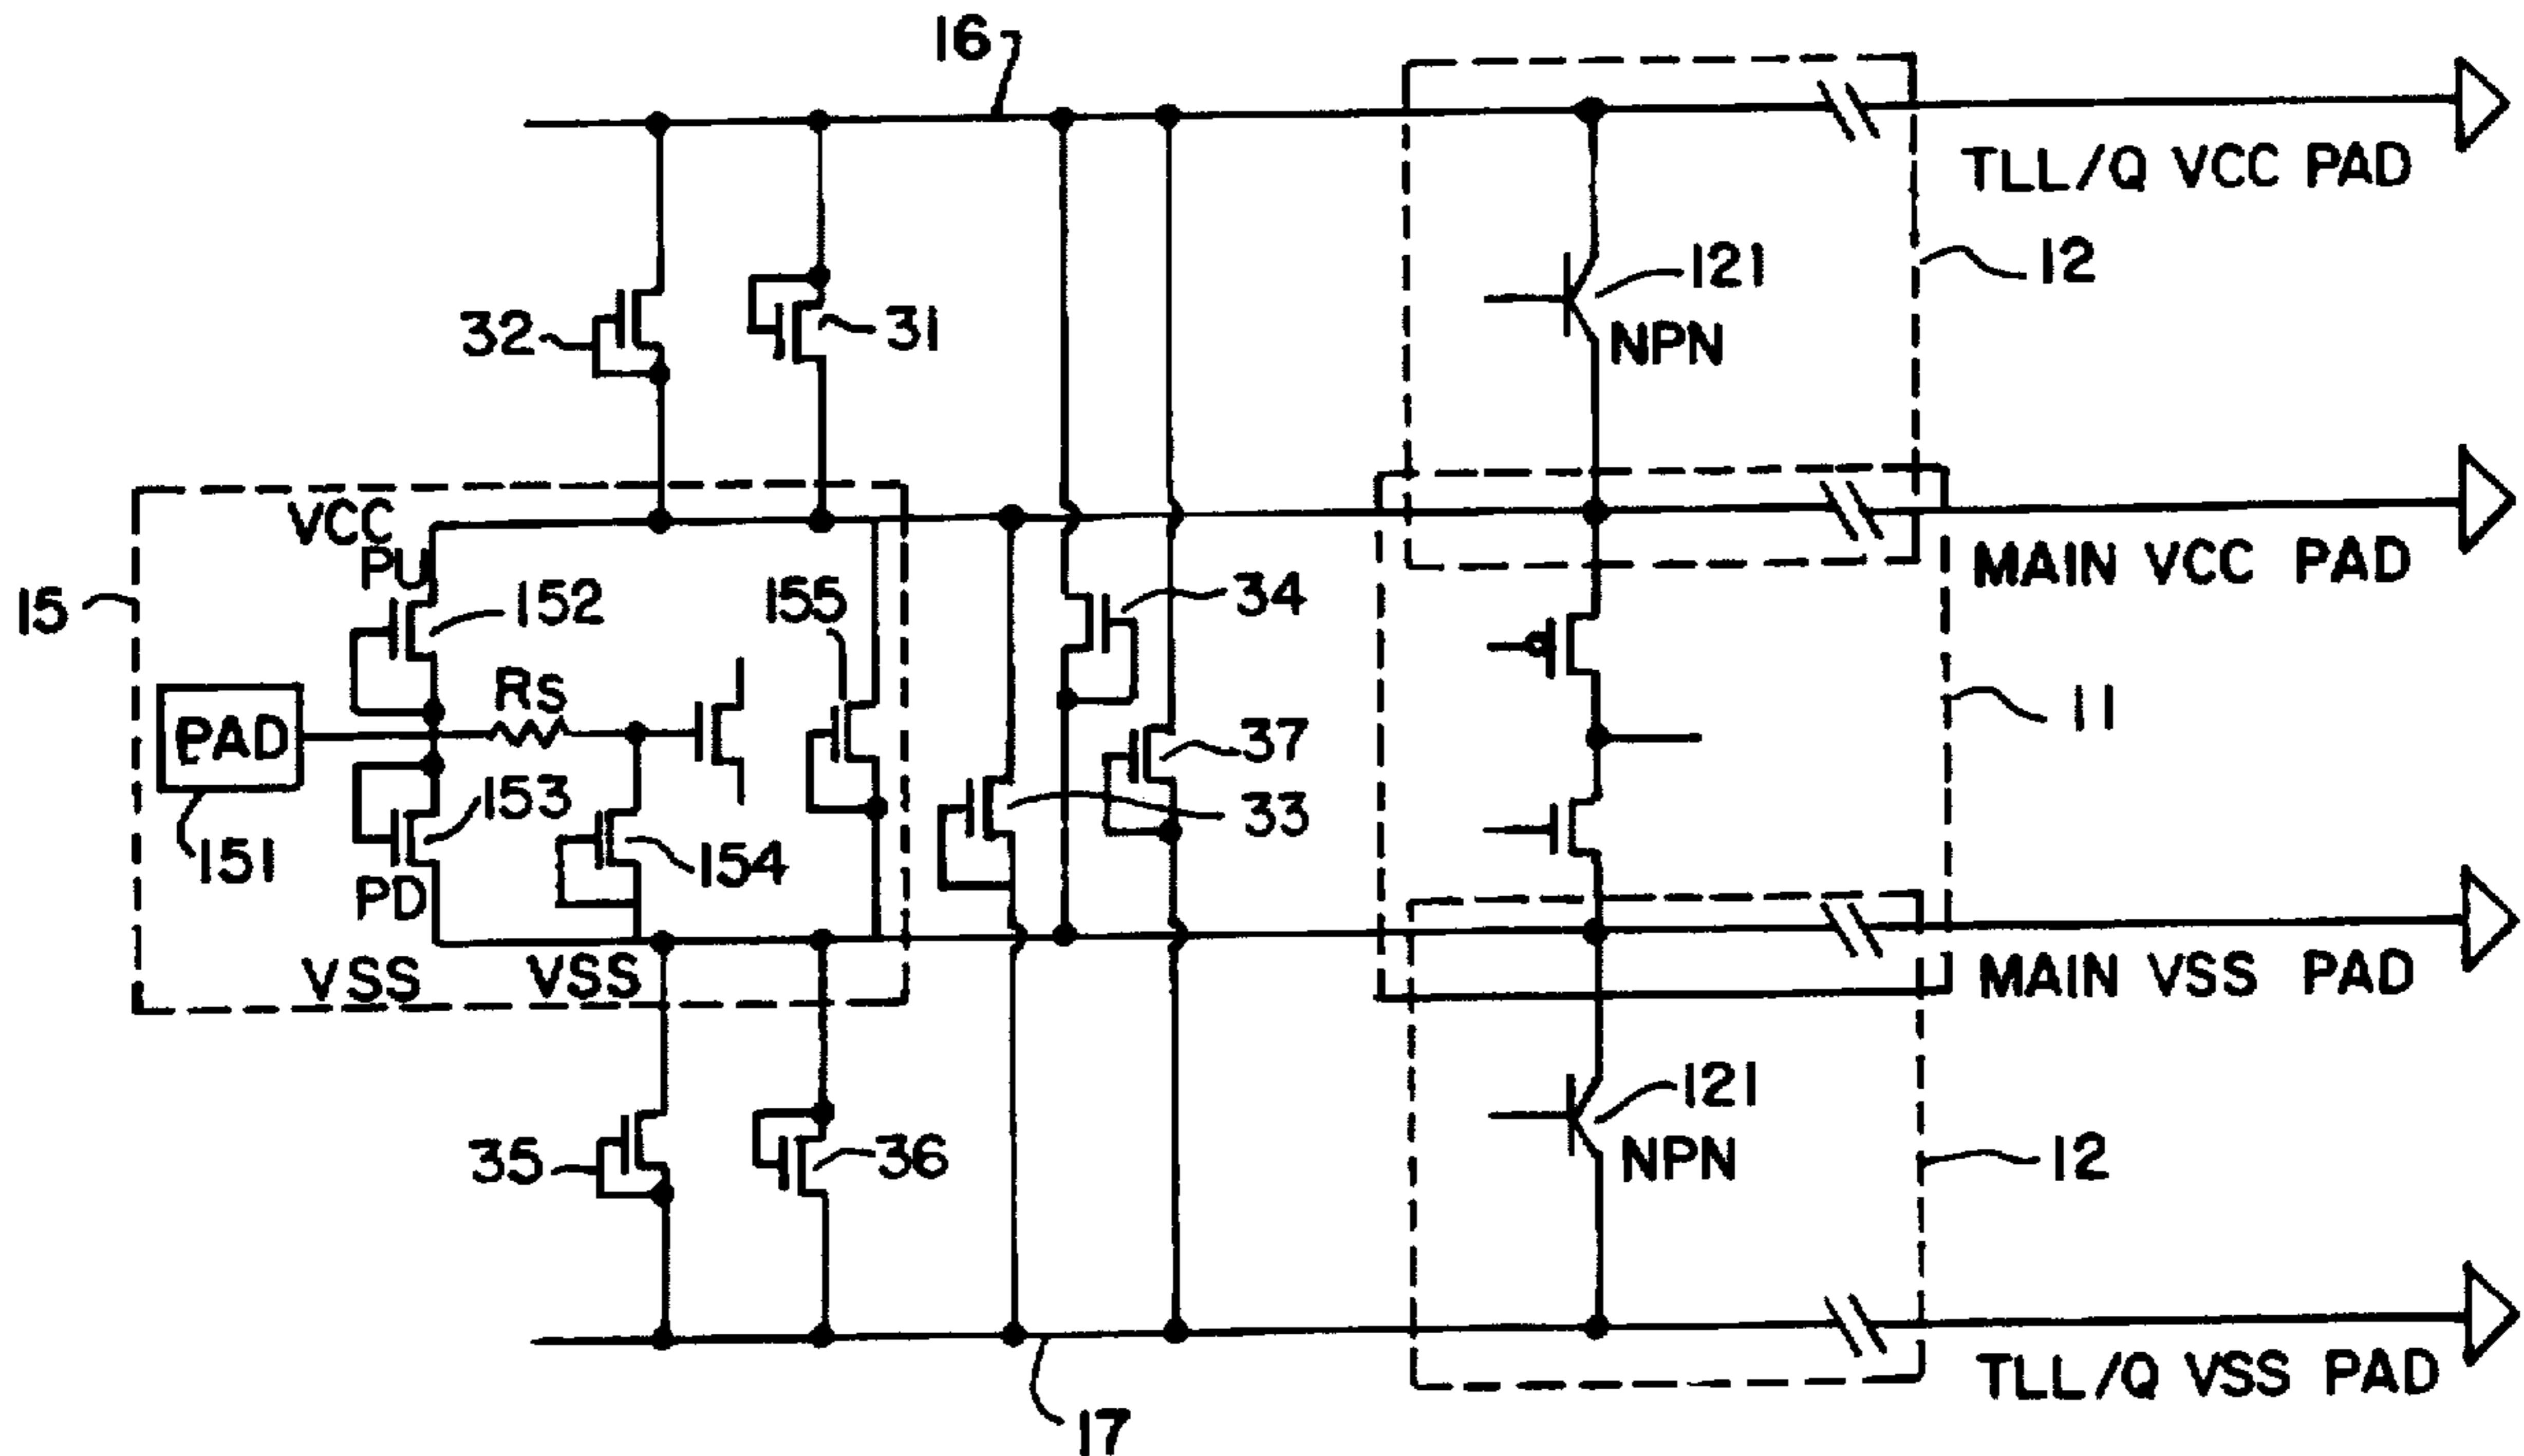 16
TLL/Q VCC PAD
121
12
32
31
NPN
VCC
PU
MAIN VCC PAD
15
152
155
34
RS
11
PAD
37
153
33
151
154
PD
VSS
VSS
MAIN VSS PAD
121
35
36
NPN
12
TLL/Q VSS PAD
17